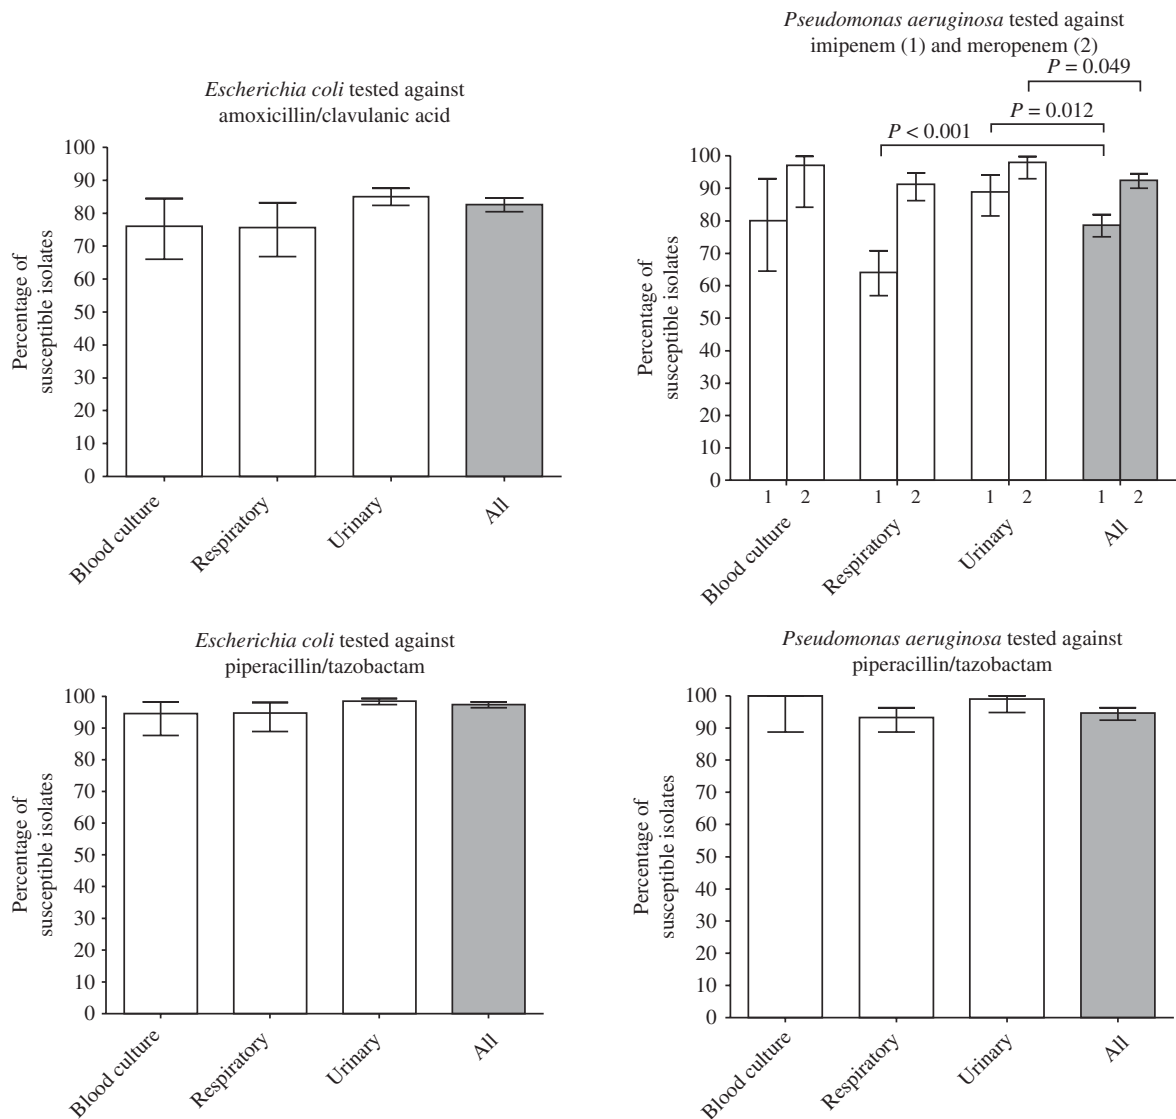 Escherichia coli tested against
amoxicillin/clavulanic acid
Percentage of
susceptible isolates
100
90
80
70
60
50
40
30
20
10
0
Blood culture
Respiratory
Urinary
All
Pseudomonas aeruginosa tested against
imipenem (1) and meropenem (2)
P = 0.049
P = 0.012
P < 0.001
Percentage of
susceptible isolates
100
90
80
70
60
50
40
30
20
10
0
1 2 1 2 1 2 1 2
Blood culture
Respiratory
Urinary
All
Escherichia coli tested against
piperacillin/tazobactam
Percentage of
susceptible isolates
100
90
80
70
60
50
40
30
20
10
0
Blood culture
Respiratory
Urinary
All
Pseudomonas aeruginosa tested against
piperacillin/tazobactam
Percentage of
susceptible isolates
100
90
80
70
60
50
40
30
20
10
0
Blood culture
Respiratory
Urinary
All